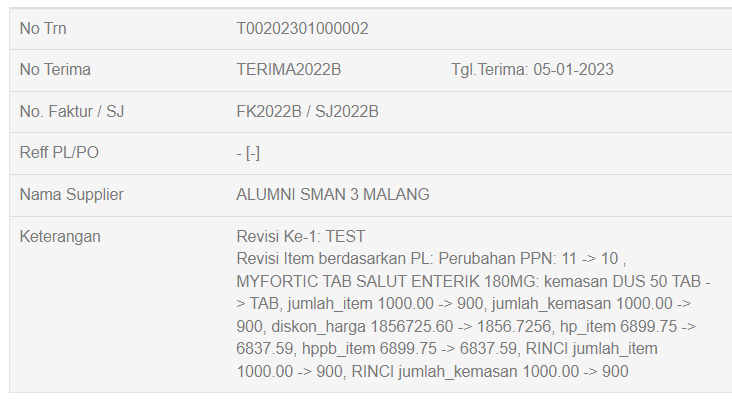 No Trn T00202301000002
No Terima TERIMA2022B Tgl.Terima: 05-01-2023
No. Faktur / SJ FK2022B / SJ2022B
Reff PL/PO - [-]
Nama Supplier ALUMNI SMAN 3 MALANG
Keterangan Revisi Ke-1: TEST
Revisi Item berdasarkan PL: Perubahan PPN: 11 -> 10 ,
MYFORTIC TAB SALUT ENTERIK 180MG: kemasan DUS 50 TAB -
> TAB, jumlah_item 1000.00 -> 900, jumlah_kemasan 1000.00 ->
900, diskon_harga 1856725.60 -> 1856.7256, hp_item 6899.75 ->
6837.59, hppb_item 6899.75 -> 6837.59, RINCI jumlah_item
1000.00 -> 900, RINCI jumlah_kemasan 1000.00 -> 900